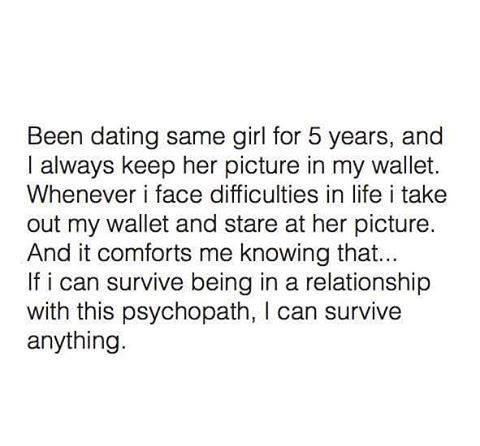 Been dating same girl for 5 years, and
I always keep her picture in my wallet.
Whenever i face difficulties in life i take
out my wallet and stare at her picture.
And it comforts me knowing that...
If i can survive being in a relationship
with this psychopath, I can survive
anything.